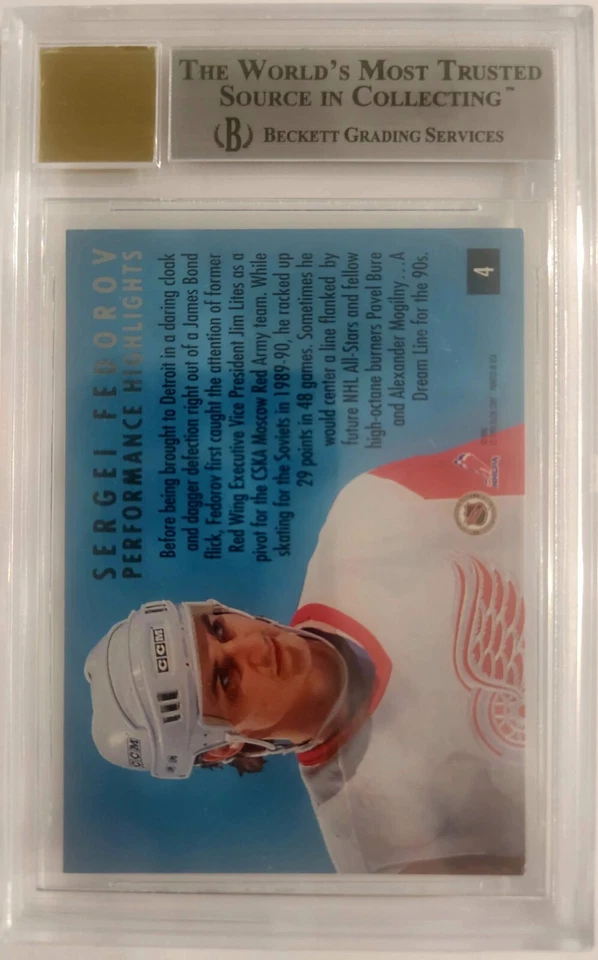 THE WORLD'S MOST TRUSTED
SOURCE IN COLLECTING™
(B) BECKETT GRADING SERVICES
SERGEI FEDOROV
PERFORMANCE HIGHLIGHTS
Before being brought to Detroit in a daring cloak
and dagger defection right out of a James Bond
flick, Fedorov first caught the attention of former
Red Wing Executive Vice President Jim Lites as a
pivot for the CSKA Moscow Red Army team. While
skating for the Soviets in 1989-90, he racked up
29 points in 48 games. Sometimes he
would center a line flanked by
future NHL All-Stars and fellow
high-octane burners Pavel Bure
and Alexander Mogilny...A
Dream Line for the 90s.
4
CCM
CCM